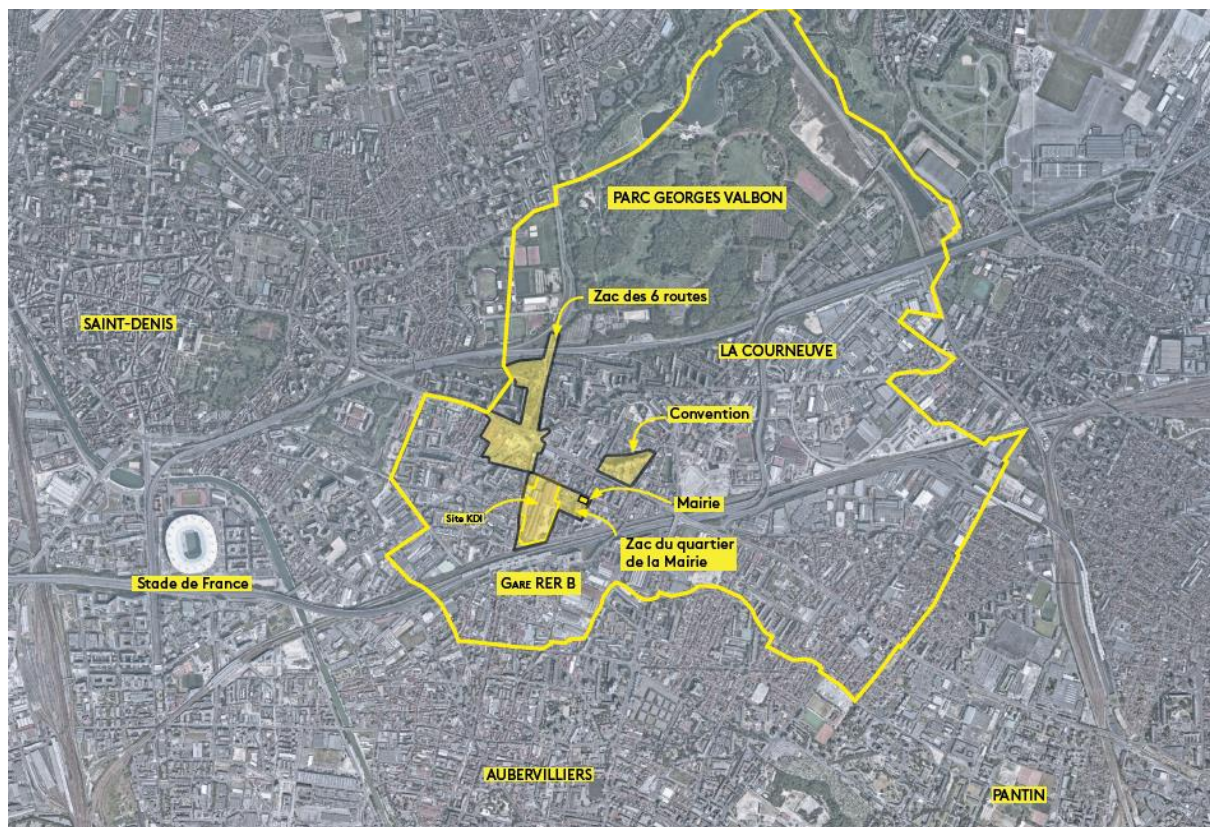 PARC GEORGES VALBON
Zac des 6 routes
SAINT-DENIS
LA COURNEUVE
Convention
Mairie
Site KDI
Zac du quartier
de la Mairie
Stade de France
GARE RER B
AUBERVILLIERS
PANTIN